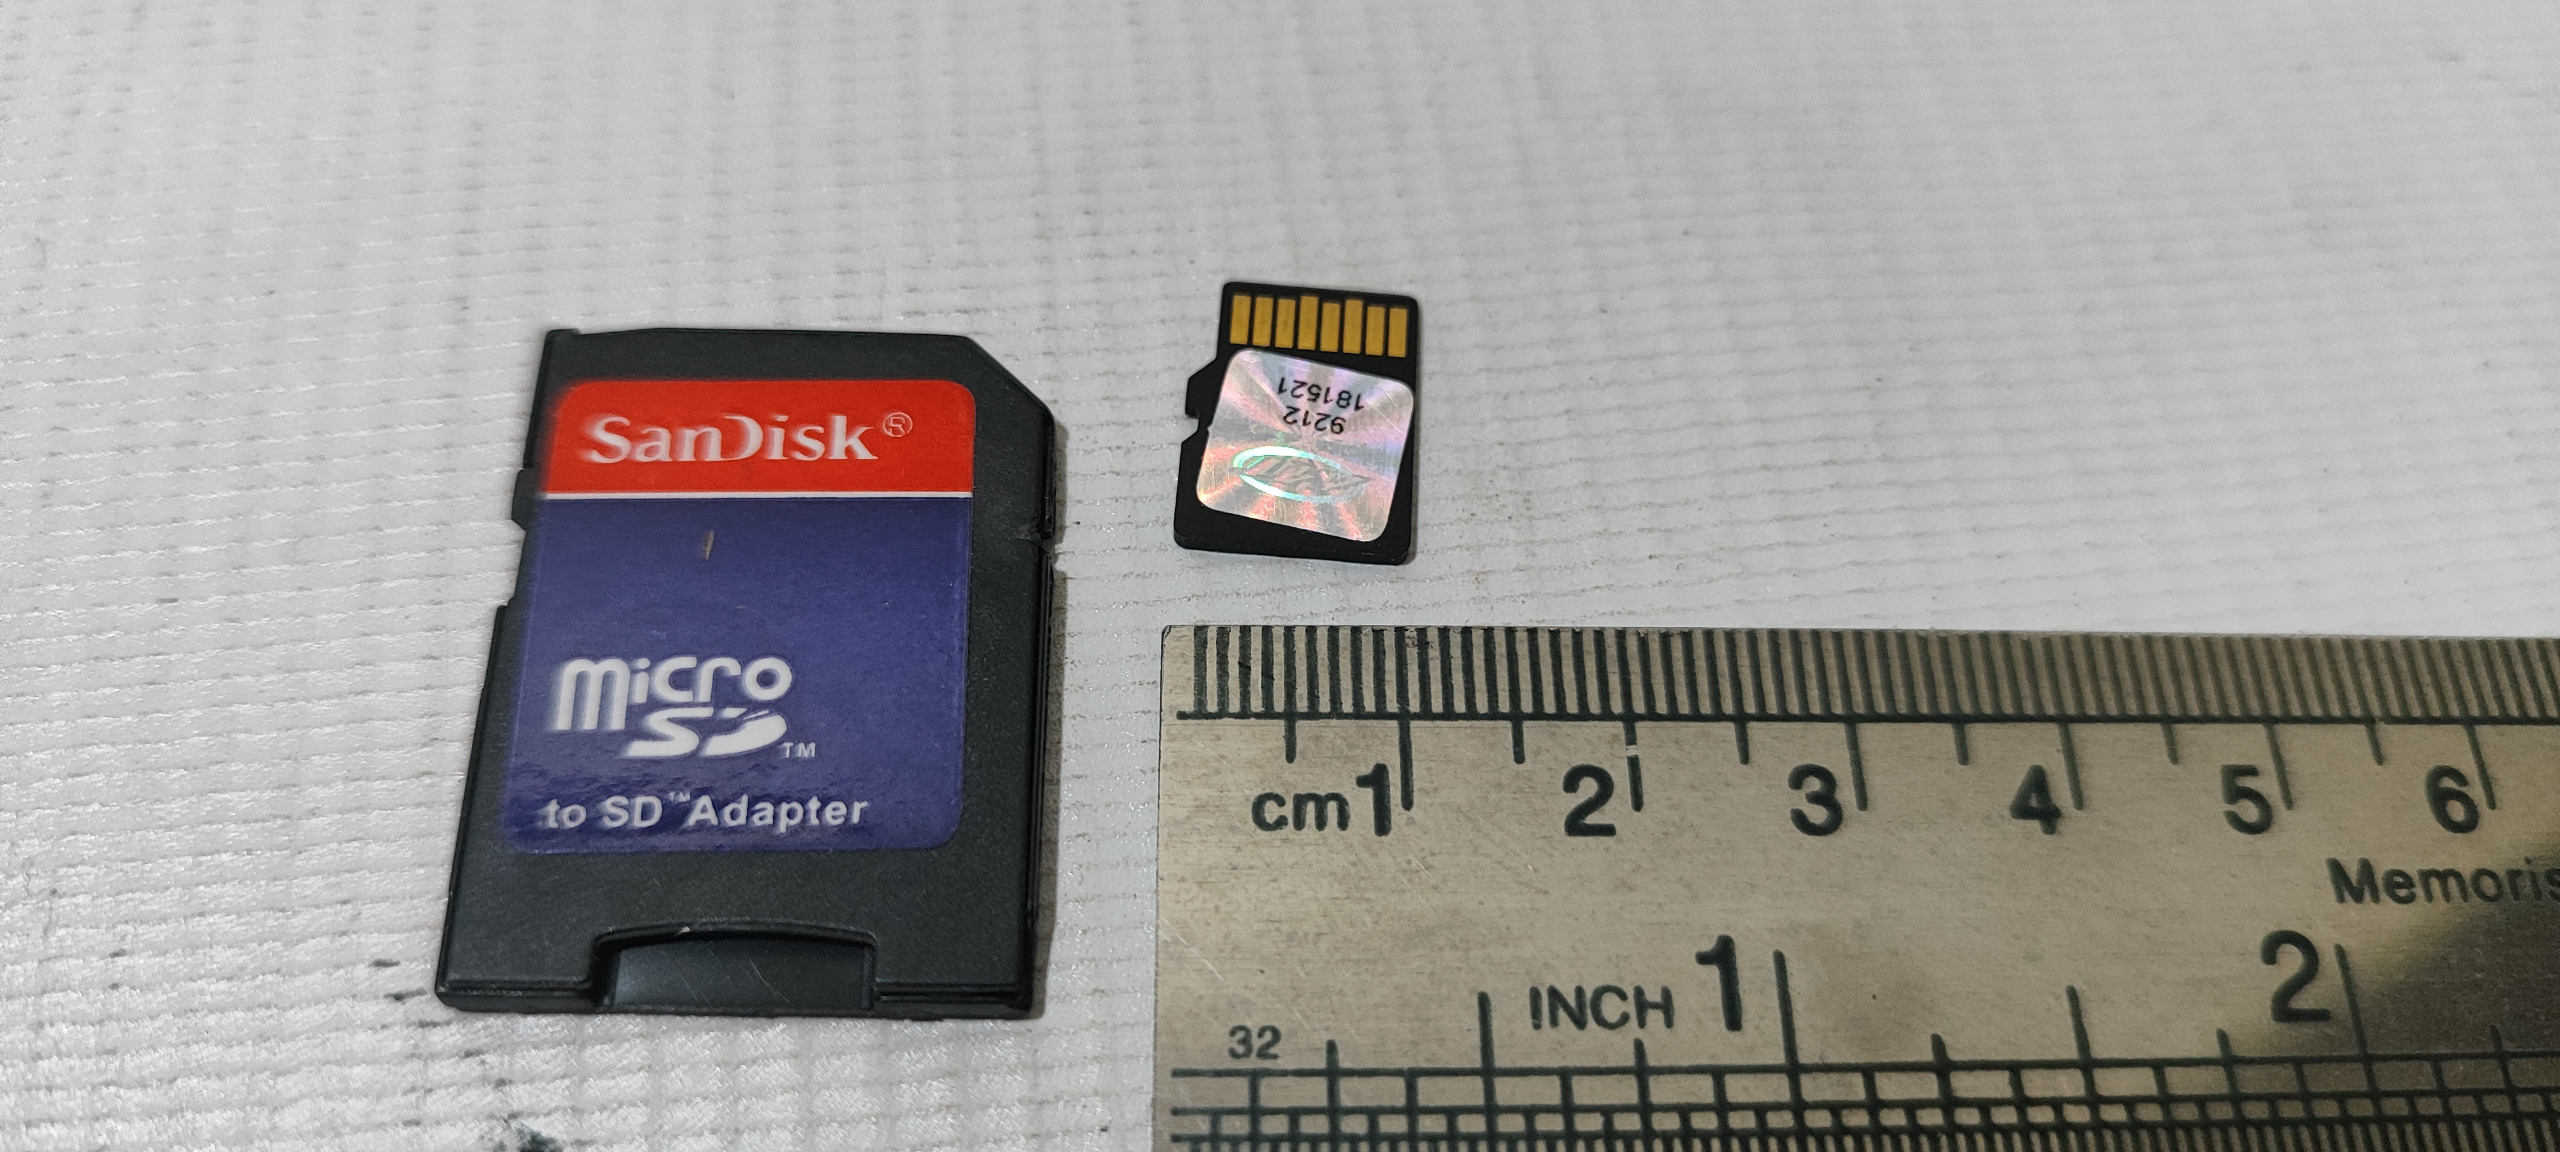 SanDisk®
micro
SD™
to SD™ Adapter
181521
9212
cm 1 2 3 4 5 6
INCH 1 2
32